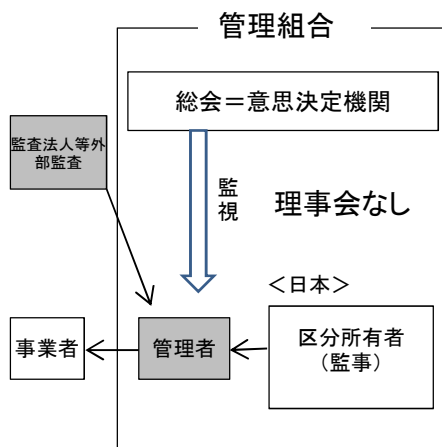 管理組合
総会＝意思決定機関
監査法人等外
部監査
監視
理事会なし
＜日本＞
事業者
管理者
区分所有者
（監事）